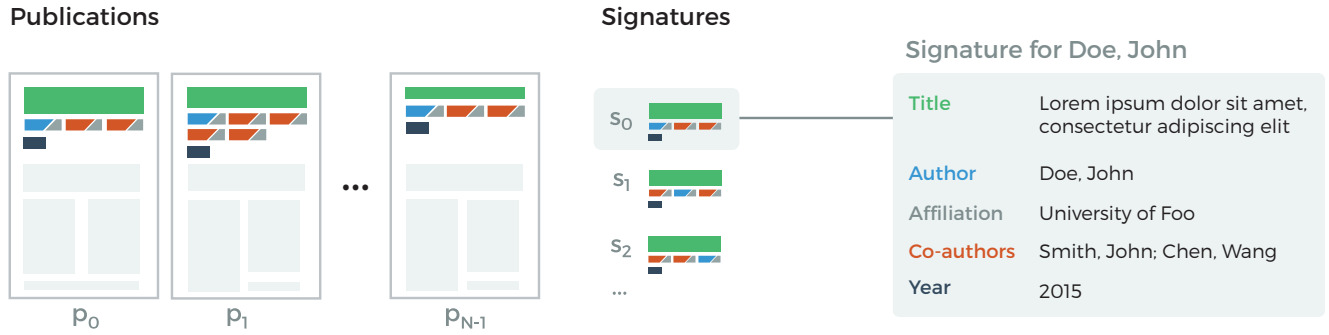 Publications
p0
p1
...
pN-1
Signatures
s0
s1
s2
...
Signature for Doe, John
Title Lorem ipsum dolor sit amet,
consectetur adipiscing elit
Author Doe, John
Affiliation University of Foo
Co-authors Smith, John; Chen, Wang
Year 2015